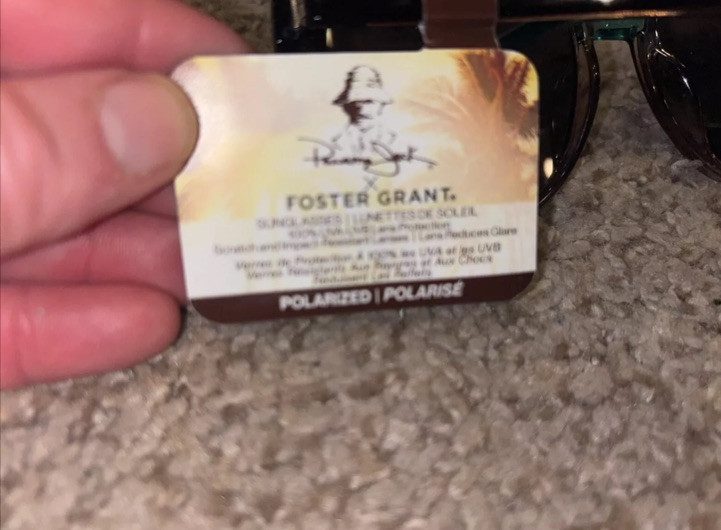 Panama Jack
X
FOSTER GRANT®
SUNGLASSES | LUNETTES DE SOLEIL
100% UVA-UVB Lens Protection
Scratch and Impact Resistant Lenses | Lens Reduces Glare
Verres de Protection À 100% les UVA et les UVB
Verres Résistants Aux Rayures et Aux Chocs
Réduisent Les Reflets
POLARIZED | POLARISÉ